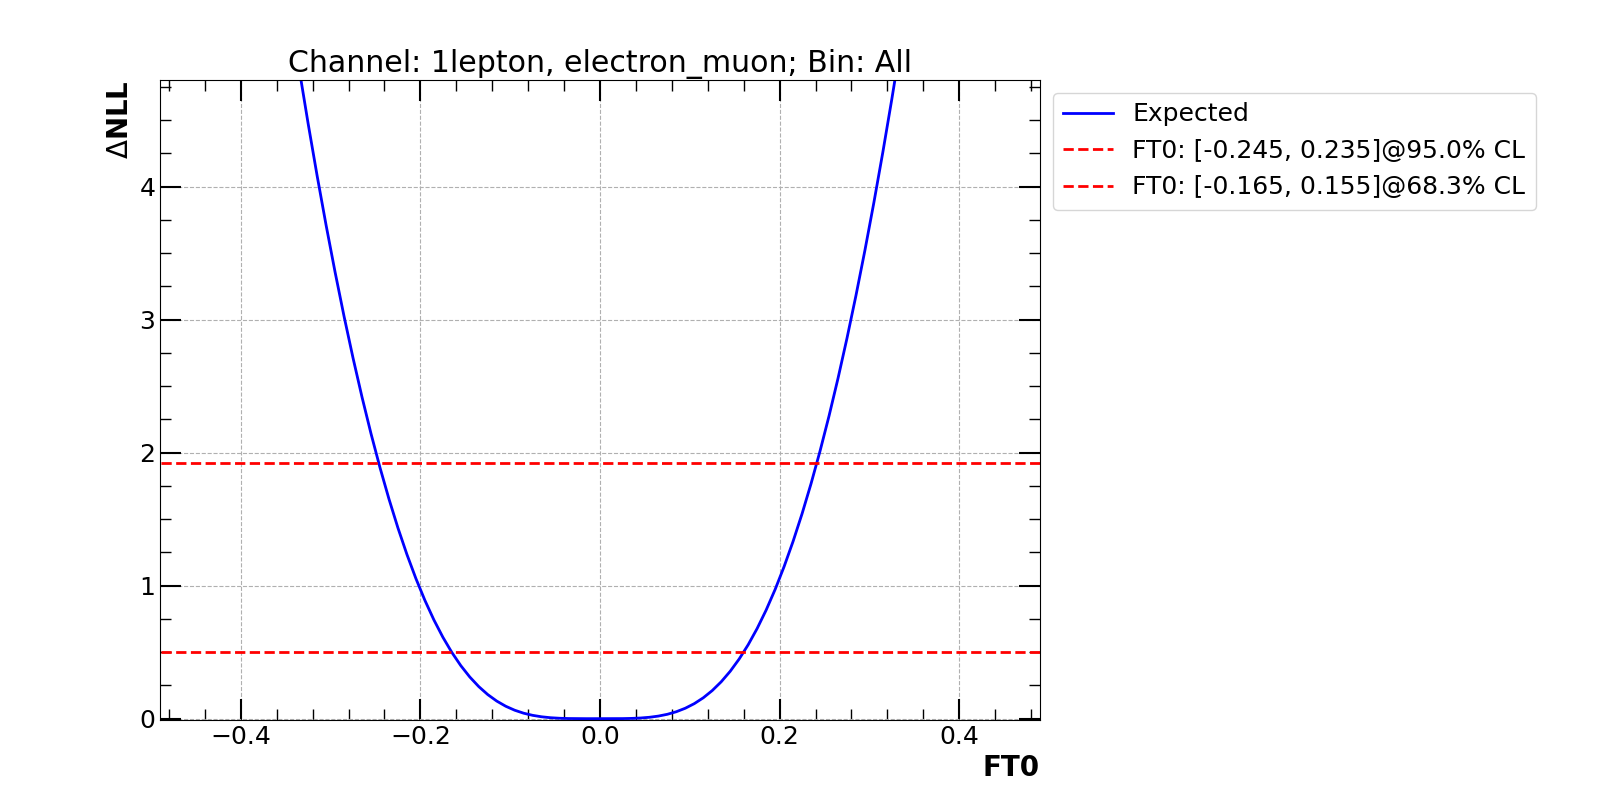 Channel: 1lepton, electron_muon; Bin: All
ΔNLL
4
3
2
1
0
−0.4
−0.2
0.0
0.2
0.4
FT0
Expected
FT0: [-0.245, 0.235]@95.0% CL
FT0: [-0.165, 0.155]@68.3% CL